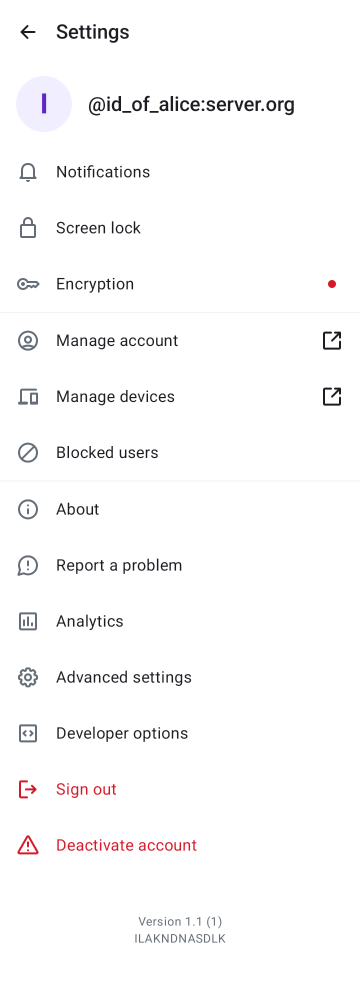 Settings
I
@id_of_alice:server.org
Notifications
Screen lock
Encryption
Manage account
Manage devices
Blocked users
About
Report a problem
Analytics
Advanced settings
Developer options
Sign out
Deactivate account
Version 1.1 (1)
ILAKNDNASDLK